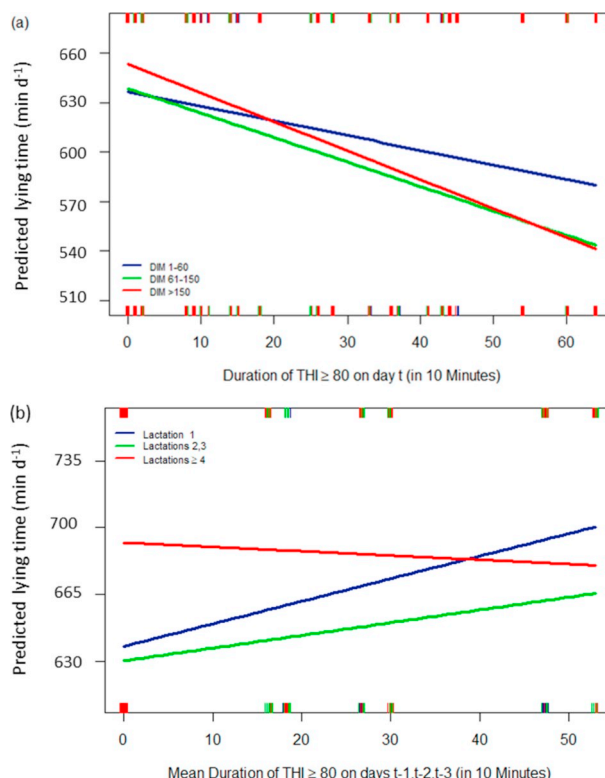 (a)
660
630
600
570
540
510
Predicted lying time (min d⁻¹)
DIM 1-60
DIM 61-150
DIM >150
0 10 20 30 40 50 60
Duration of THI ≥ 80 on day t (in 10 Minutes)
(b)
Lactation 1
Lactations 2,3
Lactations ≥ 4
735
700
665
630
Predicted lying time (min d⁻¹)
0 10 20 30 40 50
Mean Duration of THI ≥ 80 on days t-1,t-2,t-3 (in 10 Minutes)